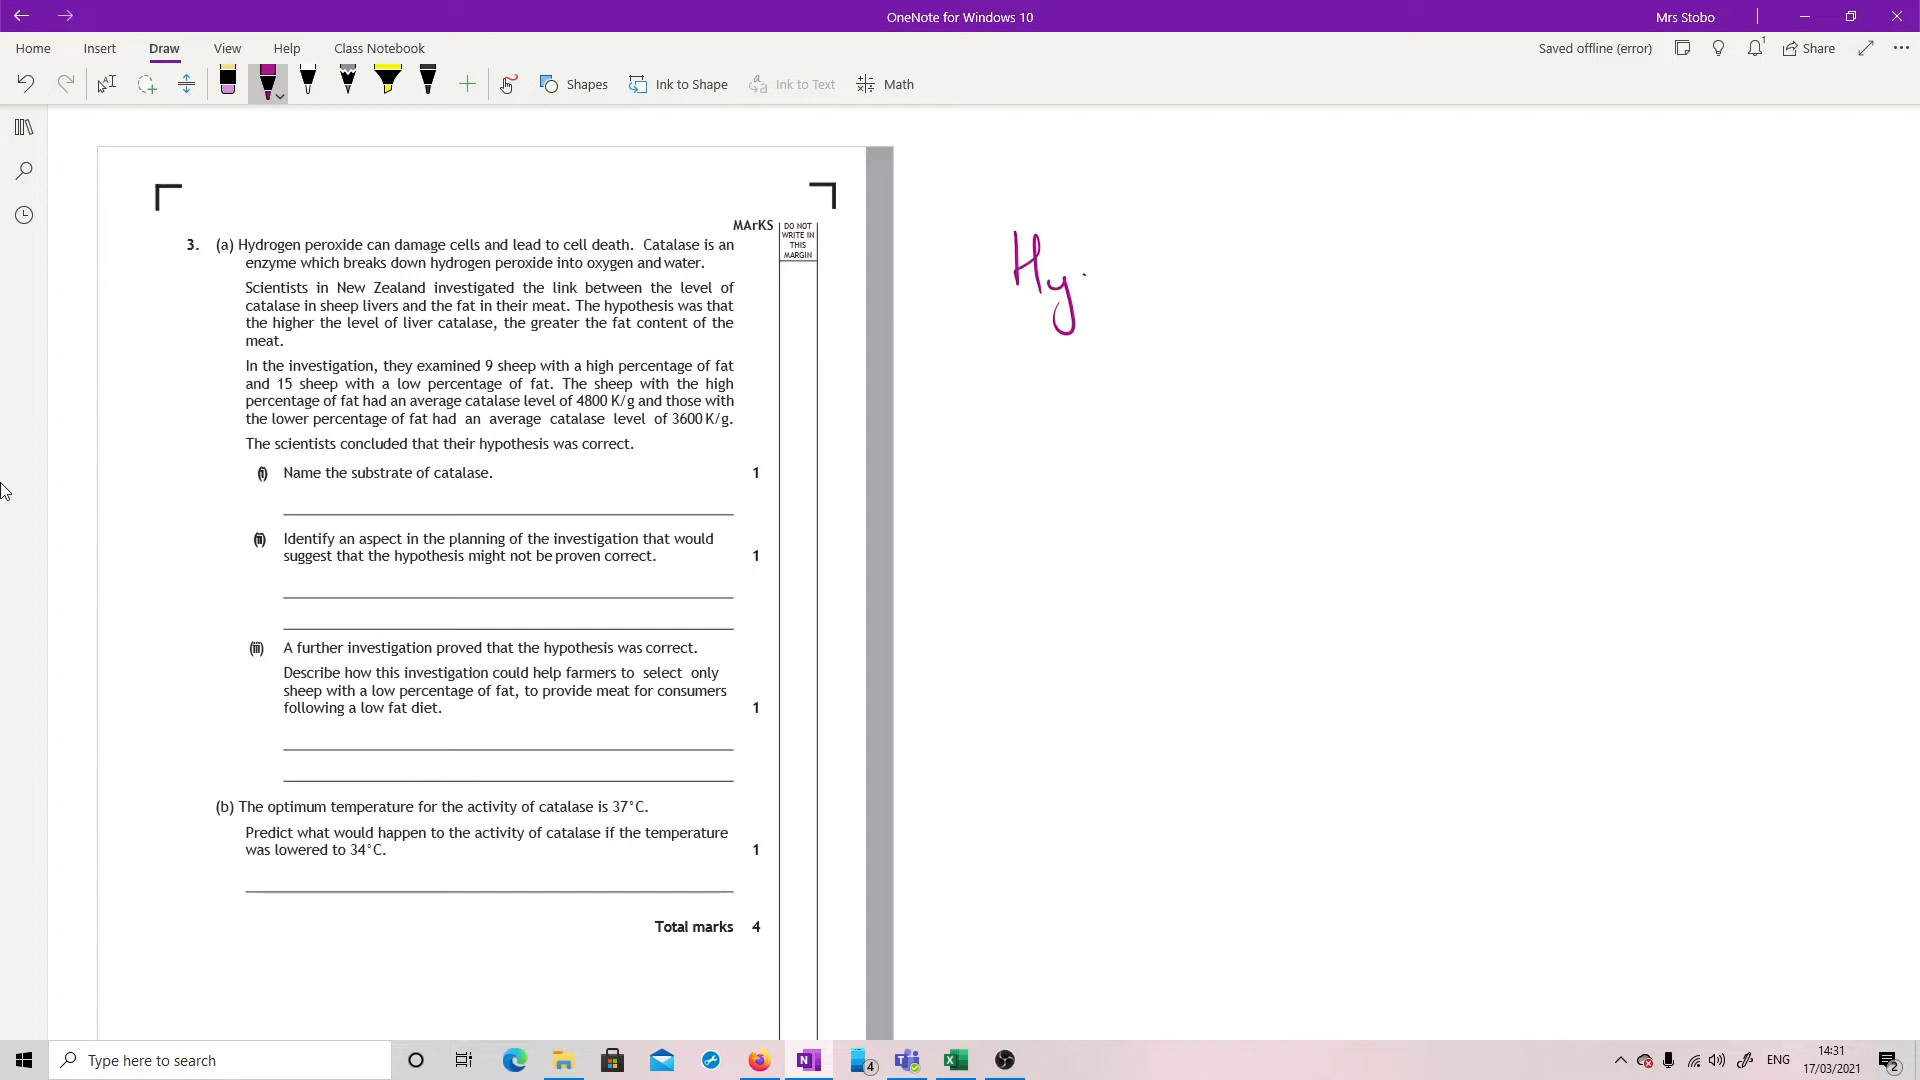 OneNote for Windows 10
Mrs Stobo
Home Insert Draw View Help Class Notebook
Saved offline (error)
1
Share
Shapes
Ink to Shape
Ink to Text
Math
MArKS
DO NOT
WRITE IN
THIS
MARGIN
3. (a) Hydrogen peroxide can damage cells and lead to cell death. Catalase is an
enzyme which breaks down hydrogen peroxide into oxygen and water.
Scientists in New Zealand investigated the link between the level of
catalase in sheep livers and the fat in their meat. The hypothesis was that
the higher the level of liver catalase, the greater the fat content of the
meat.
In the investigation, they examined 9 sheep with a high percentage of fat
and 15 sheep with a low percentage of fat. The sheep with the high
percentage of fat had an average catalase level of 4800 K/g and those with
the lower percentage of fat had an average catalase level of 3600 K/g.
The scientists concluded that their hypothesis was correct.
(i) Name the substrate of catalase. 1
(ii) Identify an aspect in the planning of the investigation that would
suggest that the hypothesis might not be proven correct. 1
(iii) A further investigation proved that the hypothesis was correct.
Describe how this investigation could help farmers to select only
sheep with a low percentage of fat, to provide meat for consumers
following a low fat diet. 1
(b) The optimum temperature for the activity of catalase is 37°C.
Predict what would happen to the activity of catalase if the temperature
was lowered to 34°C. 1
Total marks 4
Hy
Type here to search
4
ENG
14:31
17/03/2021
2